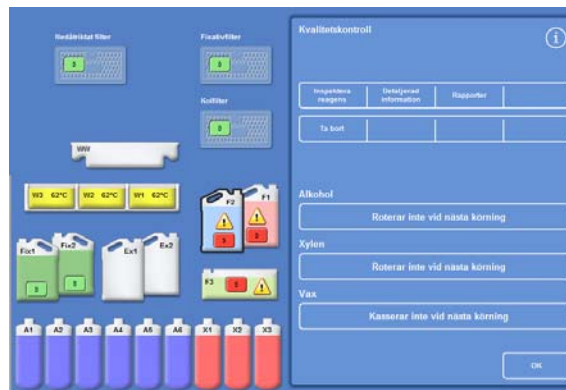 Nedåtriktat filter
Fixativfilter
Kolfilter
WW
W3 62°C W2 62°C W1 62°C
F2 F1
Fix1 Fix2 Ex1 Ex2
F3
A1 A2 A3 A4 A5 A6 X1 X2 X3
Kvalitetskontroll
i
Inspektera reagens
Detaljerad information
Rapporter
Ta bort
Alkohol
Roterar inte vid nästa körning
Xylen
Roterar inte vid nästa körning
Vax
Kasserar inte vid nästa körning
OK